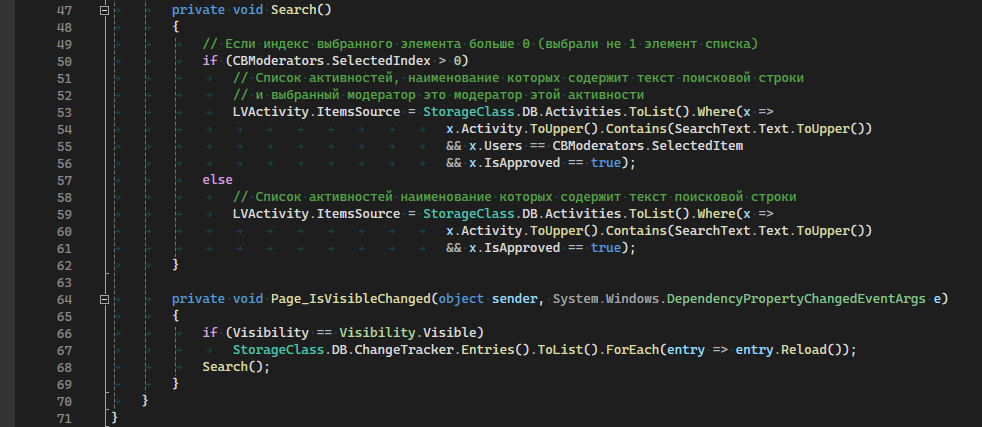 47 private void Search()
48 {
49 // Если индекс выбранного элемента больше 0 (выбрали не 1 элемент списка)
50 if (CBModerators.SelectedIndex > 0)
51 // Список активностей, наименование которых содержит текст поисковой строки
52 // и выбранный модератор это модератор этой активности
53 LVActivity.ItemsSource = StorageClass.DB.Activities.ToList().Where(x =>
54 x.Activity.ToUpper().Contains(SearchText.Text.ToUpper())
55 && x.Users == CBModerators.SelectedItem
56 && x.IsApproved == true);
57 else
58 // Список активностей наименование которых содержит текст поисковой строки
59 LVActivity.ItemsSource = StorageClass.DB.Activities.ToList().Where(x =>
60 x.Activity.ToUpper().Contains(SearchText.Text.ToUpper())
61 && x.IsApproved == true);
62 }
63
64 private void Page_IsVisibleChanged(object sender, System.Windows.DependencyPropertyChangedEventArgs e)
65 {
66 if (Visibility == Visibility.Visible)
67 StorageClass.DB.ChangeTracker.Entries().ToList().ForEach(entry => entry.Reload());
68 Search();
69 }
70 }
71 }